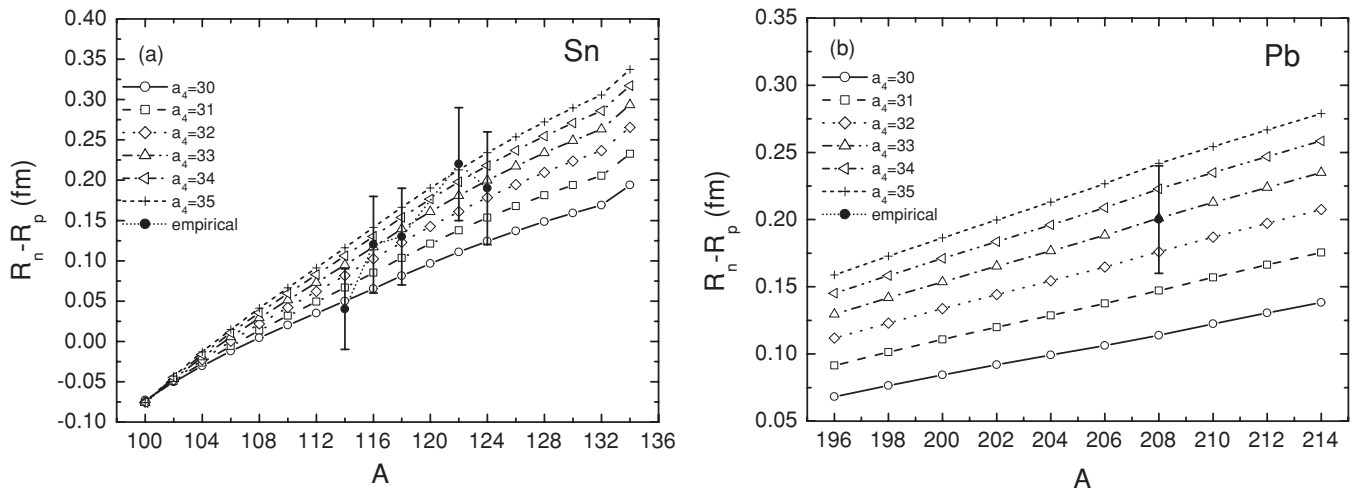 (a)
Sn
a4=30
a4=31
a4=32
a4=33
a4=34
a4=35
empirical
0.40
0.35
0.30
0.25
0.20
0.15
0.10
0.05
0.00
-0.05
-0.10
Rn-Rp (fm)
100 104 108 112 116 120 124 128 132 136
A
(b)
Pb
a4=30
a4=31
a4=32
a4=33
a4=34
a4=35
empirical
0.35
0.30
0.25
0.20
0.15
0.10
0.05
Rn-Rp (fm)
196 198 200 202 204 206 208 210 212 214
A